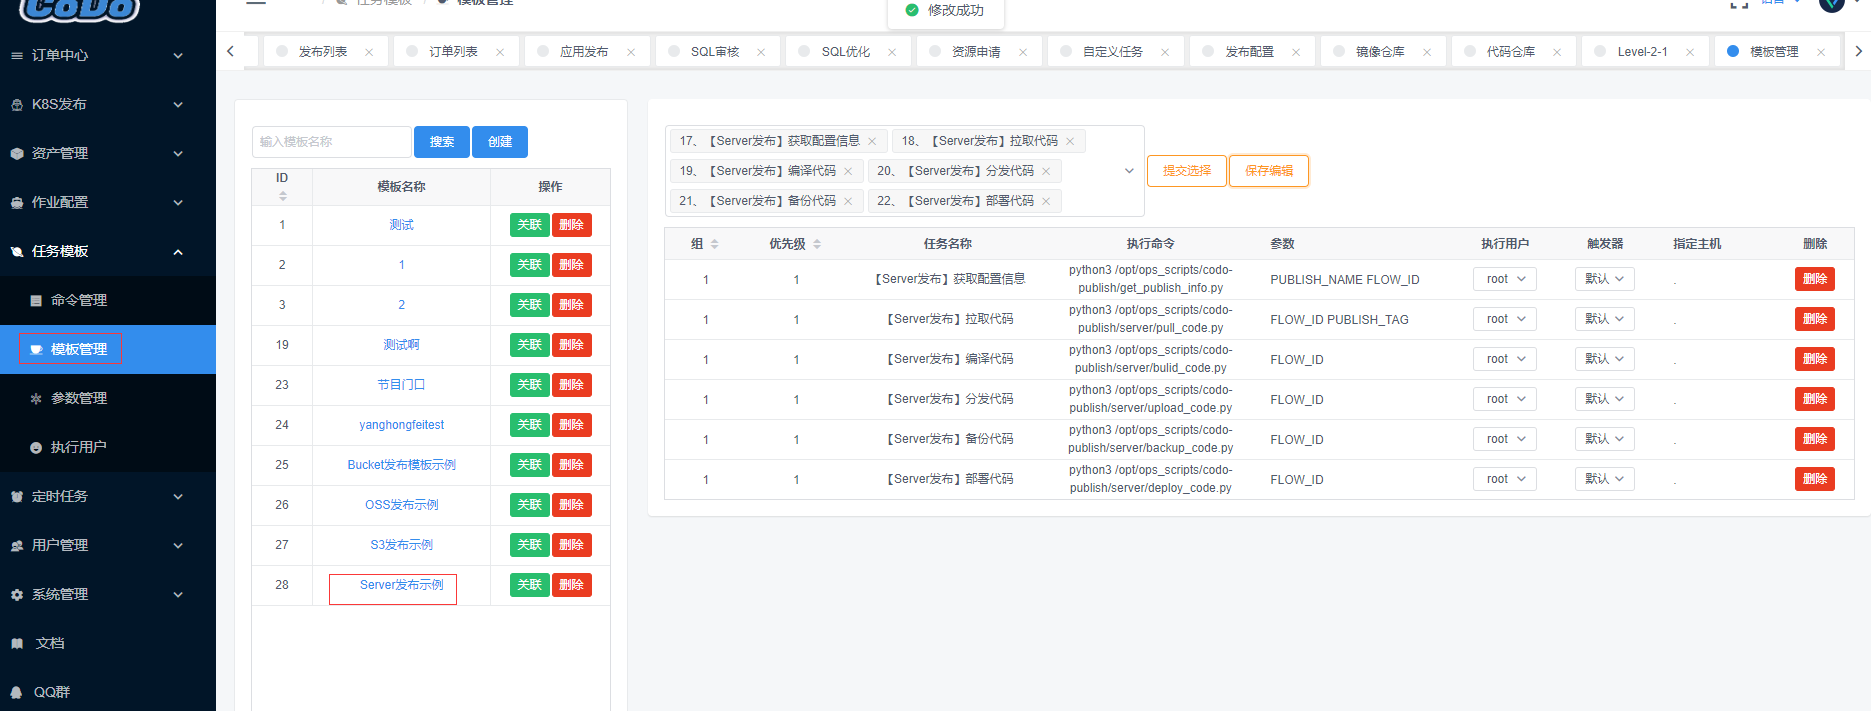 CoDo
任务模板
模板管理
修改成功
语言
发布列表
订单列表
应用发布
SQL审核
SQL优化
资源申请
自定义任务
发布配置
镜像仓库
代码仓库
Level-2-1
模板管理
订单中心
K8S发布
资产管理
作业配置
任务模板
命令管理
模板管理
参数管理
执行用户
定时任务
用户管理
系统管理
文档
QQ群
输入模板名称 搜索 创建
ID 模板名称 操作
1 测试 关联 删除
2 1 关联 删除
3 2 关联 删除
19 测试啊 关联 删除
23 节目门口 关联 删除
24 yanghongfeitest 关联 删除
25 Bucket发布模板示例 关联 删除
26 OSS发布示例 关联 删除
27 S3发布示例 关联 删除
28 Server发布示例 关联 删除
17、【Server发布】获取配置信息 18、【Server发布】拉取代码
19、【Server发布】编译代码 20、【Server发布】分发代码
21、【Server发布】备份代码 22、【Server发布】部署代码
提交选择 保存编辑
组 优先级 任务名称 执行命令 参数 执行用户 触发器 指定主机 删除
1 1 【Server发布】获取配置信息 python3 /opt/ops_scripts/codo-
publish/get_publish_info.py PUBLISH_NAME FLOW_ID root 默认 . 删除
1 1 【Server发布】拉取代码 python3 /opt/ops_scripts/codo-
publish/server/pull_code.py FLOW_ID PUBLISH_TAG root 默认 . 删除
1 1 【Server发布】编译代码 python3 /opt/ops_scripts/codo-
publish/server/bulid_code.py FLOW_ID root 默认 . 删除
1 1 【Server发布】分发代码 python3 /opt/ops_scripts/codo-
publish/server/upload_code.py FLOW_ID root 默认 . 删除
1 1 【Server发布】备份代码 python3 /opt/ops_scripts/codo-
publish/server/backup_code.py FLOW_ID root 默认 . 删除
1 1 【Server发布】部署代码 python3 /opt/ops_scripts/codo-
publish/server/deploy_code.py FLOW_ID root 默认 . 删除